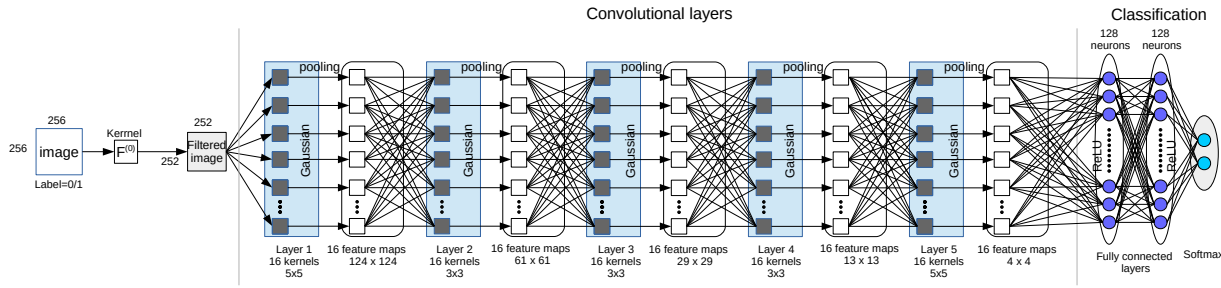 Convolutional layers
Classification
128
neurons
128
neurons
pooling
pooling
pooling
pooling
pooling
256
256
image
Label=0/1
Kernel
F(0)
252
252
Filtered
image
Gaussian
Gaussian
Gaussian
Gaussian
Gaussian
ReLU
ReLU
Layer 1
16 kernels
5x5
16 feature maps
124 x 124
Layer 2
16 kernels
3x3
16 feature maps
61 x 61
Layer 3
16 kernels
3x3
16 feature maps
29 x 29
Layer 4
16 kernels
3x3
16 feature maps
13 x 13
Layer 5
16 kernels
5x5
16 feature maps
4 x 4
Fully connected
layers
Softmax